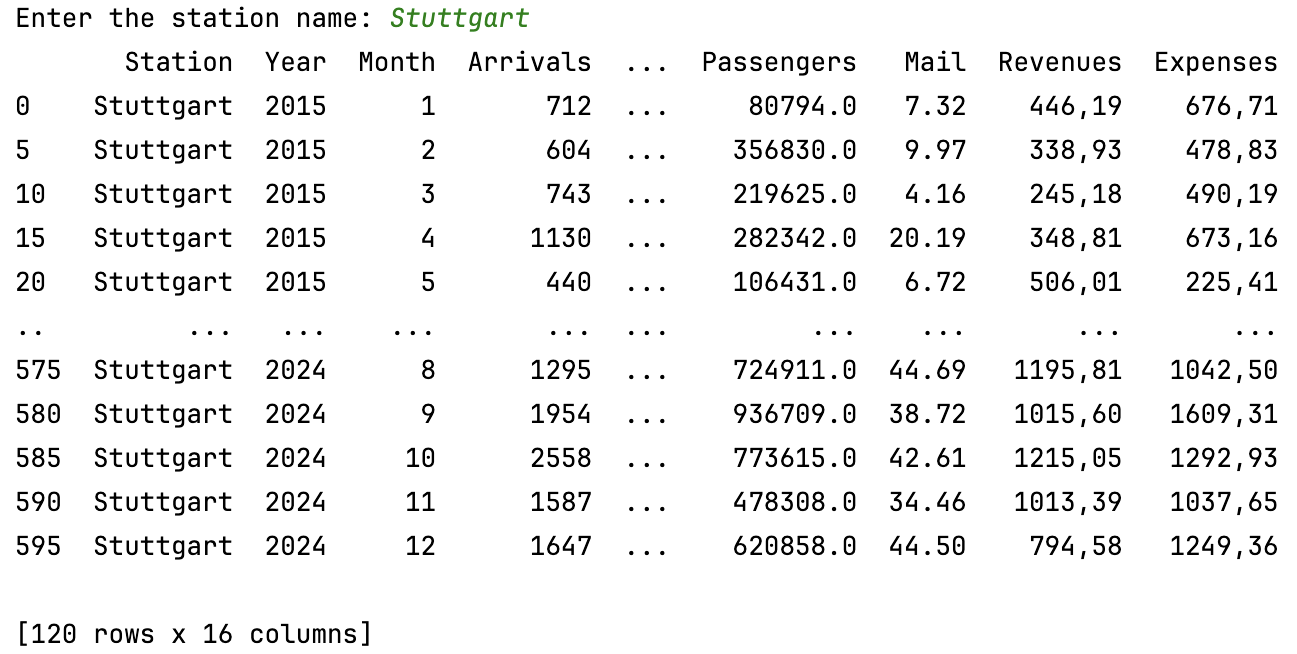 Enter the station name: Stuttgart
Station Year Month Arrivals ... Passengers Mail Revenues Expenses
0 Stuttgart 2015 1 712 ... 80794.0 7.32 446,19 676,71
5 Stuttgart 2015 2 604 ... 356830.0 9.97 338,93 478,83
10 Stuttgart 2015 3 743 ... 219625.0 4.16 245,18 490,19
15 Stuttgart 2015 4 1130 ... 282342.0 20.19 348,81 673,16
20 Stuttgart 2015 5 440 ... 106431.0 6.72 506,01 225,41
.. ... ... ... ... ... ... ... ... ...
575 Stuttgart 2024 8 1295 ... 724911.0 44.69 1195,81 1042,50
580 Stuttgart 2024 9 1954 ... 936709.0 38.72 1015,60 1609,31
585 Stuttgart 2024 10 2558 ... 773615.0 42.61 1215,05 1292,93
590 Stuttgart 2024 11 1587 ... 478308.0 34.46 1013,39 1037,65
595 Stuttgart 2024 12 1647 ... 620858.0 44.50 794,58 1249,36
[120 rows x 16 columns]